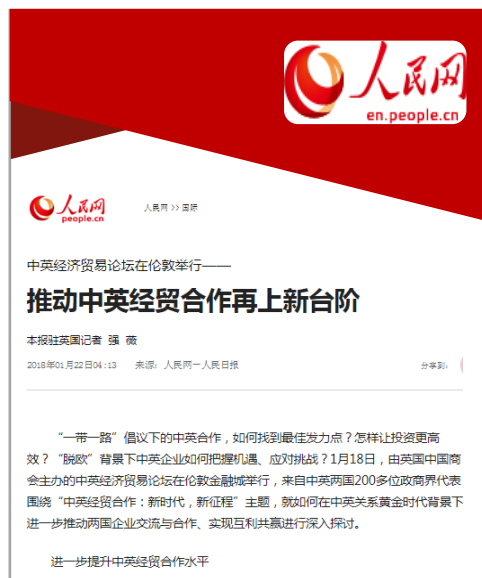 人民网
en.people.cn
人民网
people.cn
人民网 >> 国际
中英经济贸易论坛在伦敦举行——
推动中英经贸合作再上新台阶
本报驻英国记者 强 薇
2018年01月22日04:13 来源：人民网－人民日报 分享到：
“一带一路”倡议下的中英合作，如何找到最佳发力点？怎样让投资更高
效？“脱欧”背景下中英企业如何把握机遇、应对挑战？1月18日，由英国中国商
会主办的中英经济贸易论坛在伦敦金融城举行，来自中英两国200多位政商界代表
围绕“中英经贸合作：新时代，新征程”主题，就如何在中英关系黄金时代背景下
进一步推动两国企业交流与合作、实现互利共赢进行深入探讨。
进一步提升中英经贸合作水平